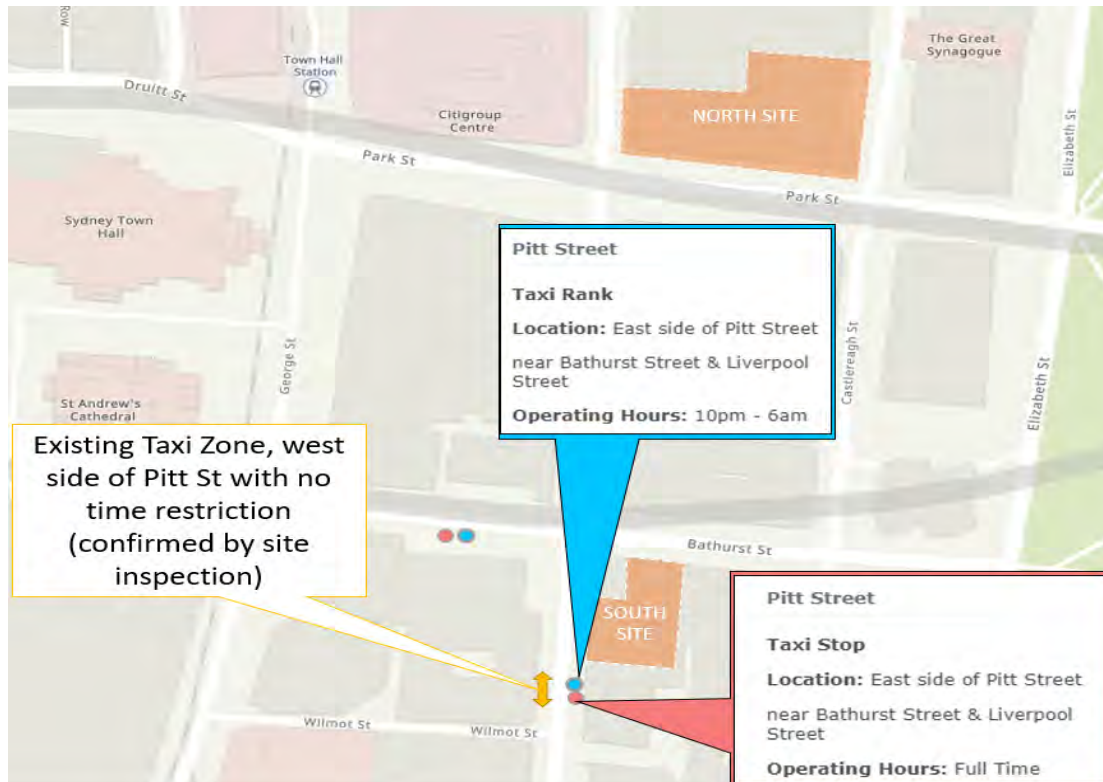 Row
Druitt St
Town Hall
Station
Citigroup
Centre
NORTH SITE
The Great
Synagogue
Elizabeth St
Park St
Park St
Sydney Town
Hall
George St
Castlereagh St
Elizabeth St
St Andrew's
Cathedral
Pitt Street
Taxi Rank
Location: East side of Pitt Street
near Bathurst Street & Liverpool
Street
Operating Hours: 10pm - 6am
Existing Taxi Zone, west
side of Pitt St with no
time restriction
(confirmed by site
inspection)
Bathurst St
SOUTH
SITE
Wilmot St
Wilmot St
Pitt Street
Taxi Stop
Location: East side of Pitt Street
near Bathurst Street & Liverpool
Street
Operating Hours: Full Time